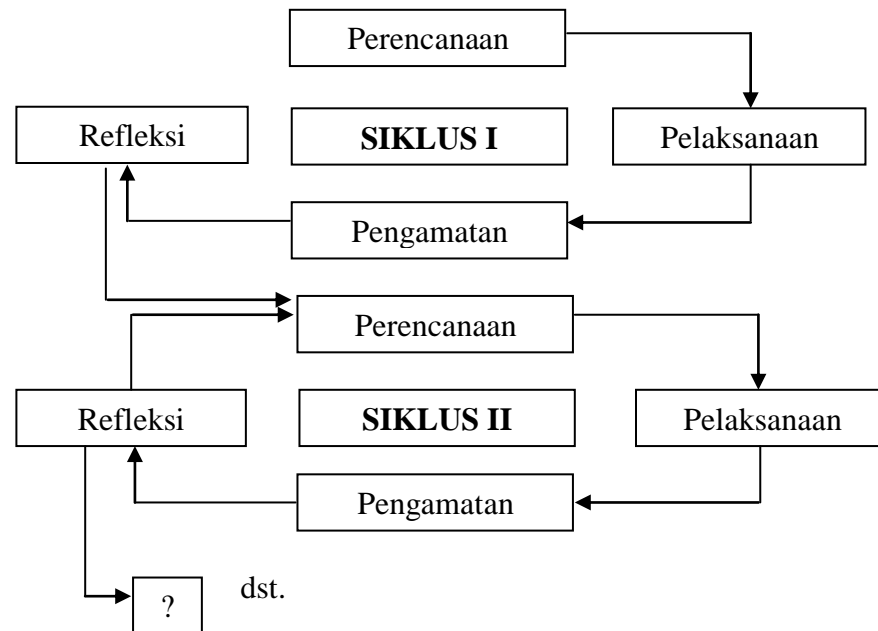 Perencanaan
Refleksi
SIKLUS I
Pelaksanaan
Pengamatan
Perencanaan
Refleksi
SIKLUS II
Pelaksanaan
Pengamatan
?
dst.